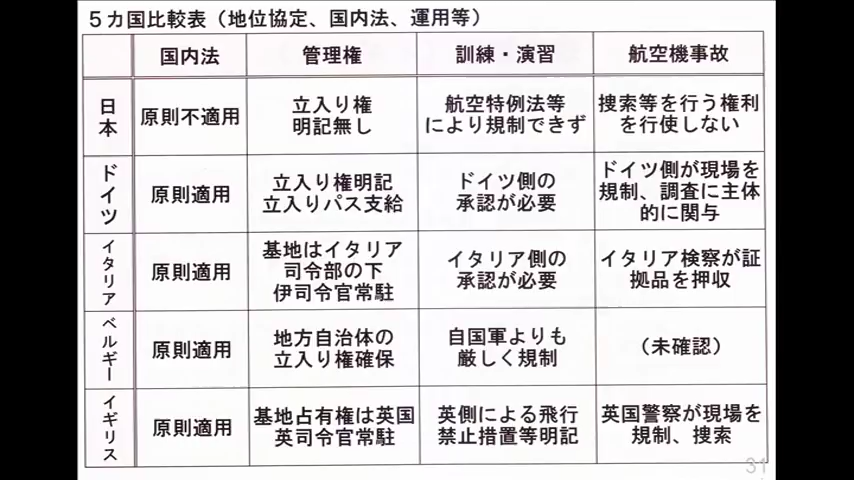 5カ国比較表（地位協定、国内法、運用等）
国内法 管理権 訓練・演習 航空機事故
日本 原則不適用 立入り権 明記無し 航空特例法等 により規制できず 捜索等を行う権利 を行使しない
ドイツ 原則適用 立入り権明記 立入りパス支給 ドイツ側の 承認が必要 ドイツ側が現場を 規制、調査に主体 的に関与
イタリア 原則適用 基地はイタリア 司令部の下 伊司令官常駐 イタリア側の 承認が必要 イタリア検察が証 拠品を押収
ベルギー 原則適用 地方自治体の 立入り権確保 自国軍よりも 厳しく規制 （未確認）
イギリス 原則適用 基地占有権は英国 英司令官常駐 英側による飛行 禁止措置等明記 英国警察が現場を 規制、捜索
31